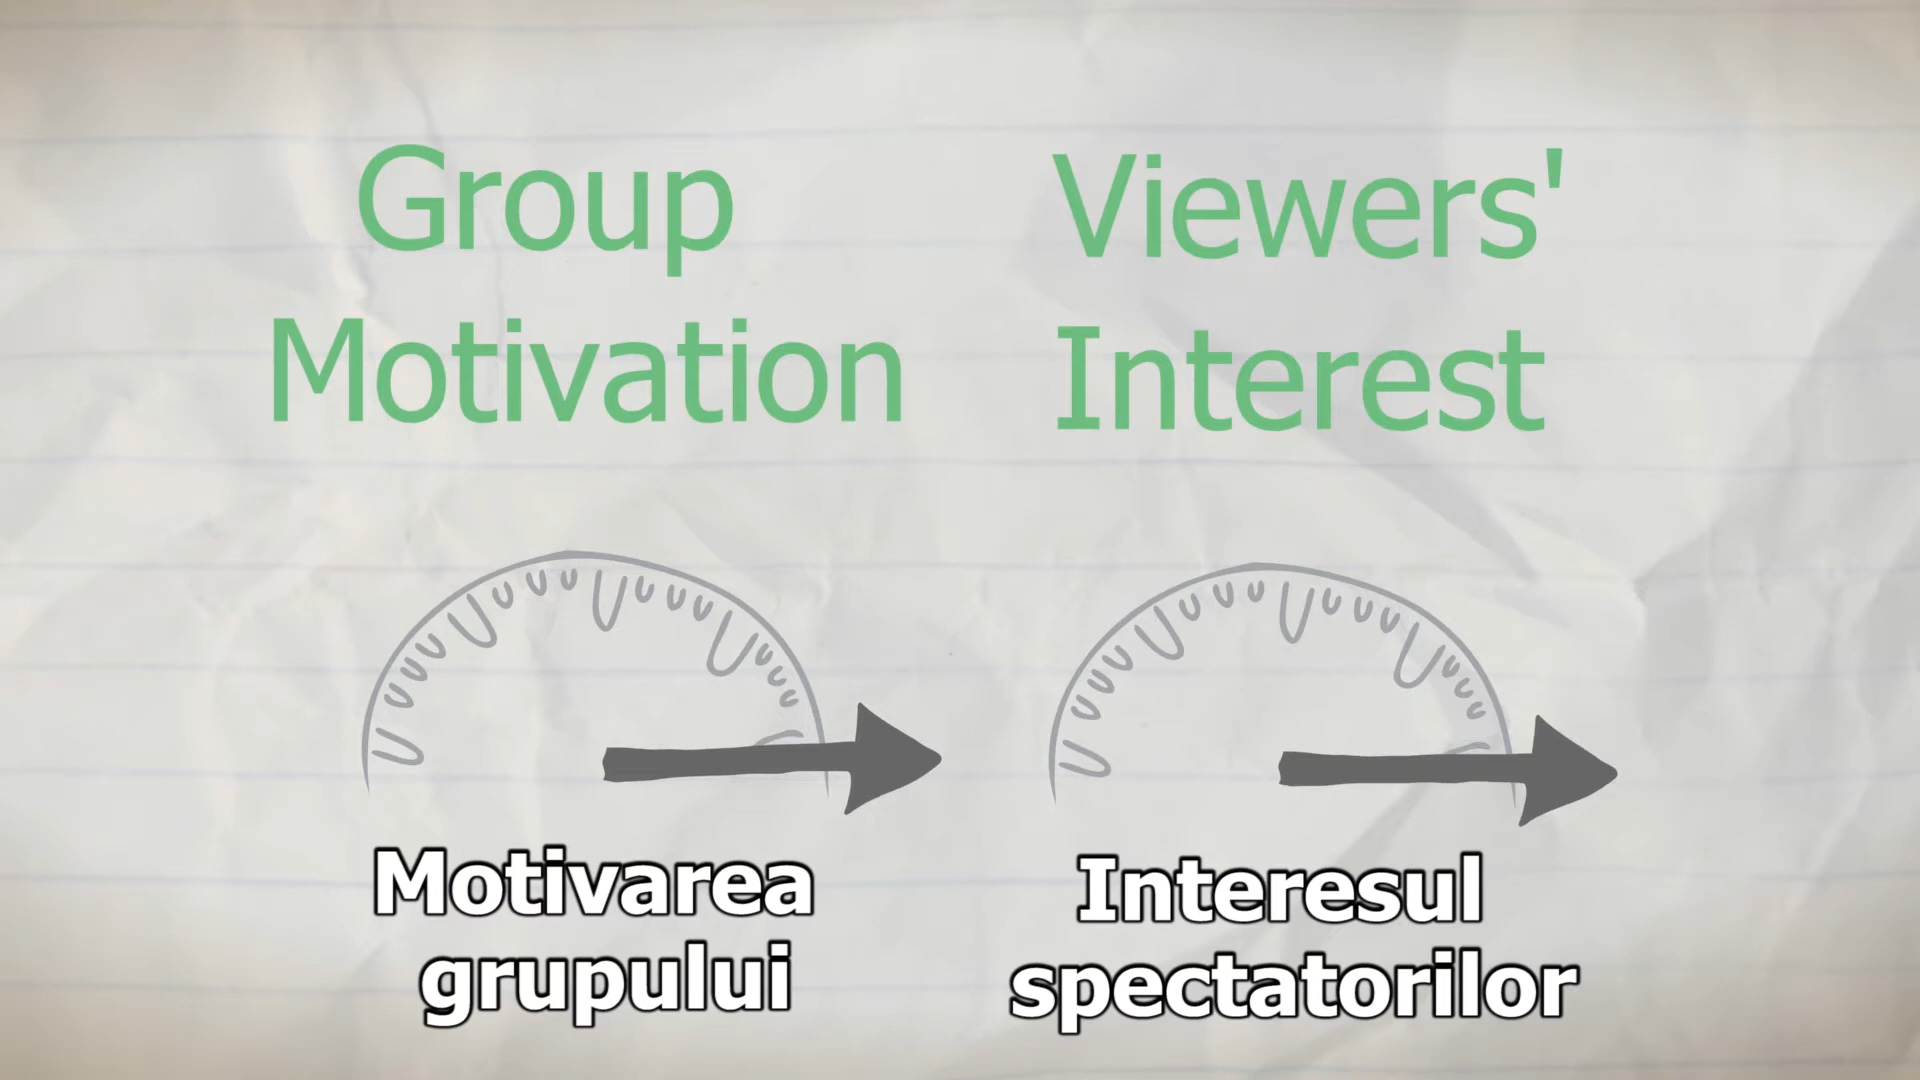 Group
Motivation
Viewers'
Interest
Motivarea
grupului
Interesul
spectatorilor